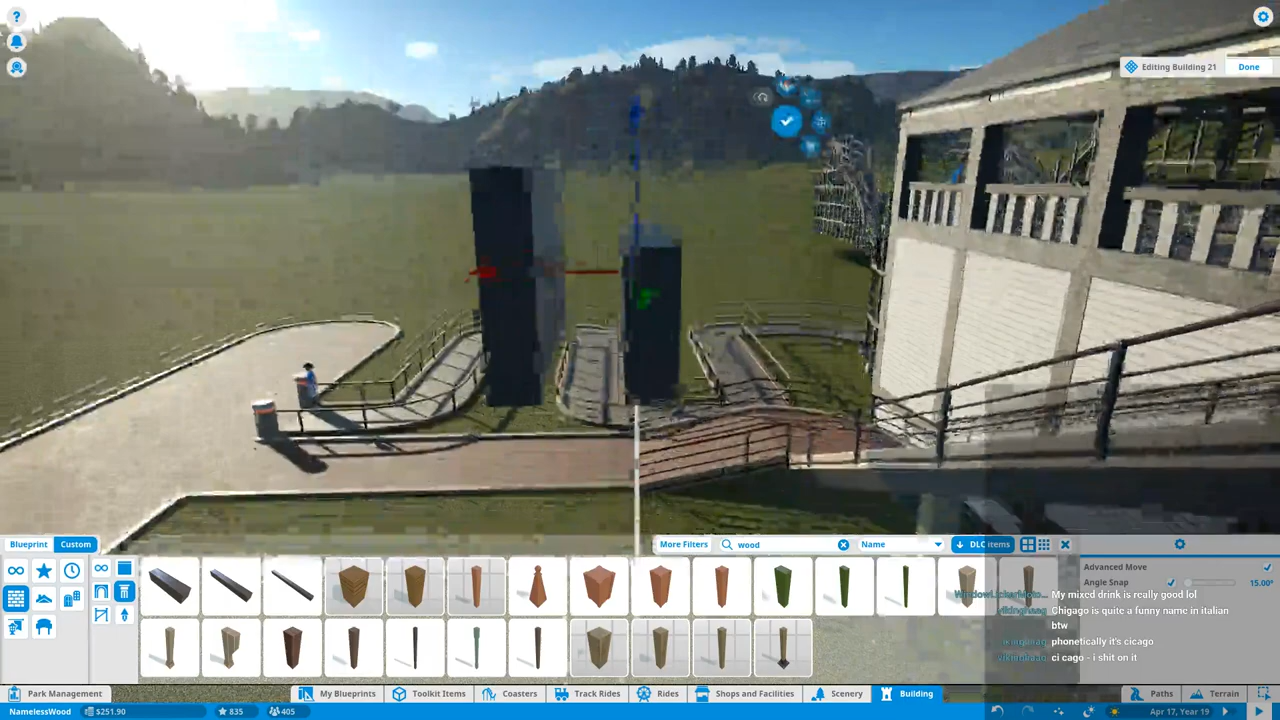 ?
Editing Building 21
Done
Blueprint
Custom
More Filters
wood
Name
DLC items
Advanced Move
Angle Snap
15.00°
My mixed drink is really good lol
vikinghaag
Chigago is quite a funny name in italian
btw
vikinghaag
phonetically it's cicago
vikinghaag
ci cago - i shit on it
Park Management
My Blueprints
Toolkit Items
Coasters
Track Rides
Rides
Shops and Facilities
Scenery
Building
Paths
Terrain
NamelessWood
$251.90
835
405
Apr 17, Year 19